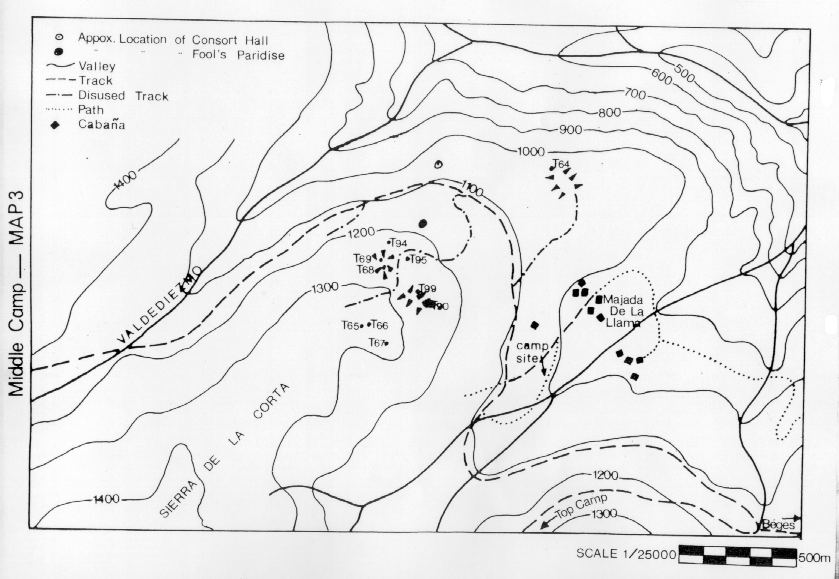 Middle Camp — MAP 3
Appox. Location of Consort Hall
" " " Fool's Paridise
Valley
Track
Disused Track
Path
Cabaña
500
600
700
800
900
1000
1100
1400
T64
1200
T94
T69
T95
T68
1300
T99
T90
VALDEDIEZMO
T65
T66
T67
Majada
De La
Llama
camp
site
SIERRA DE LA CORTA
1400
1200
Top Camp
1300
Beges
SCALE 1/25000
500m